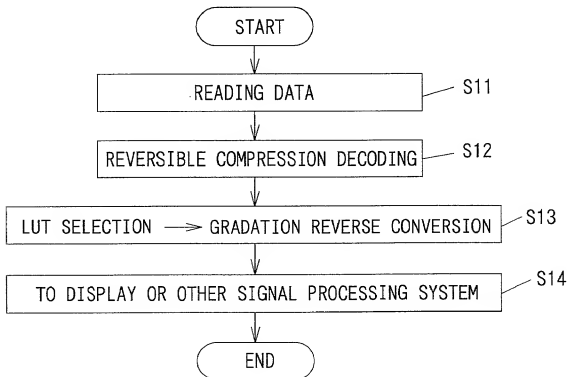 START
READING DATA
S11
REVERSIBLE COMPRESSION DECODING
S12
LUT SELECTION → GRADATION REVERSE CONVERSION
S13
TO DISPLAY OR OTHER SIGNAL PROCESSING SYSTEM
S14
END